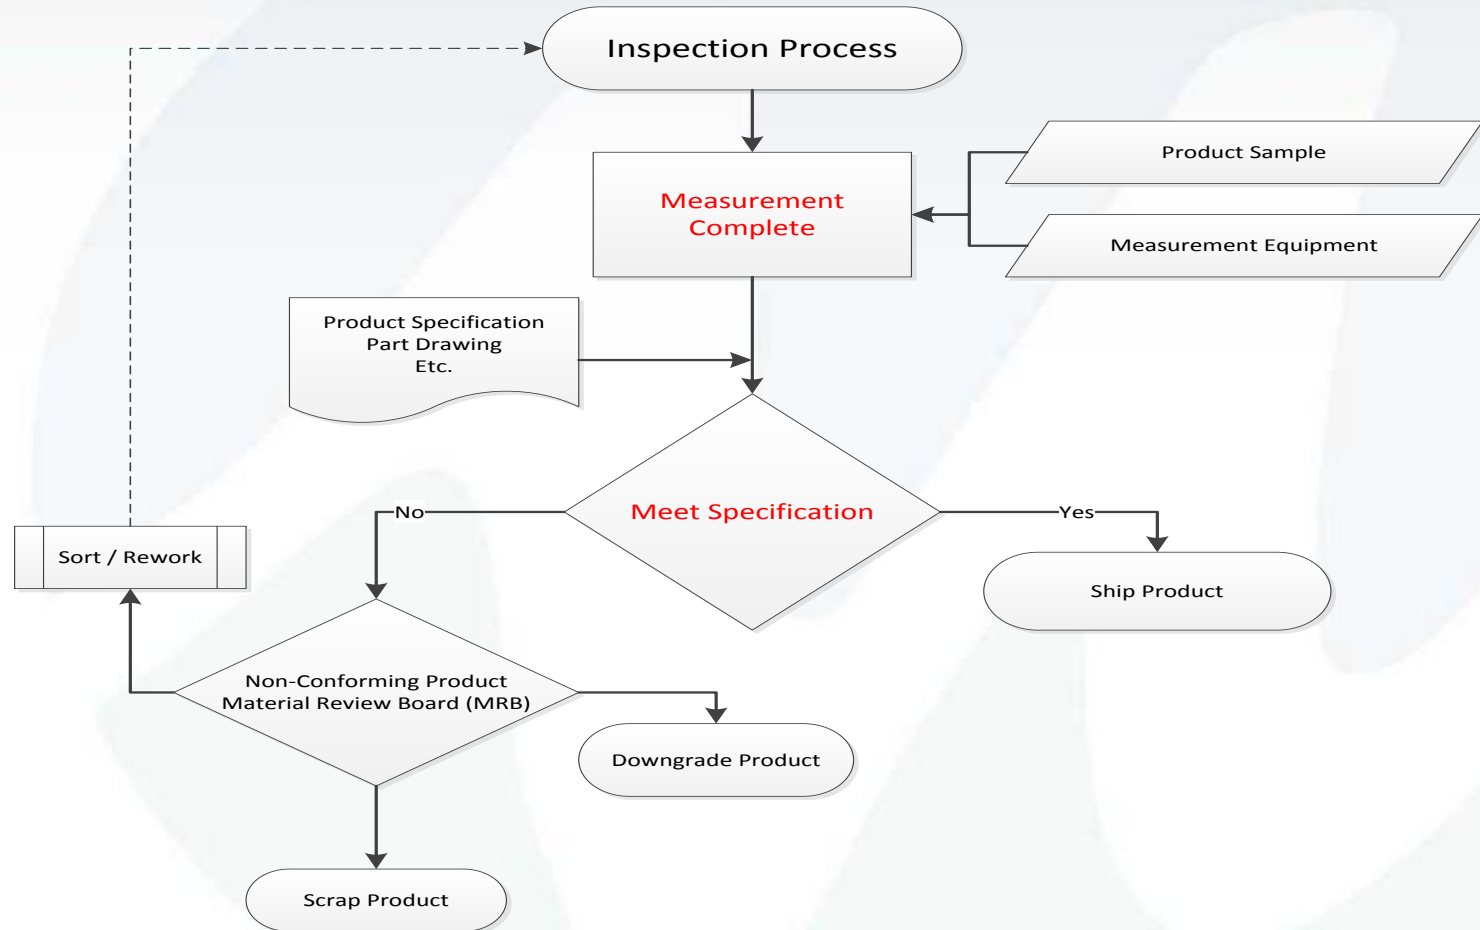 Inspection Process
Product Sample
Measurement
Complete
Measurement Equipment
Product Specification
Part Drawing
Etc.
No
Meet Specification
Yes
Sort / Rework
Ship Product
Non-Conforming Product
Material Review Board (MRB)
Downgrade Product
Scrap Product